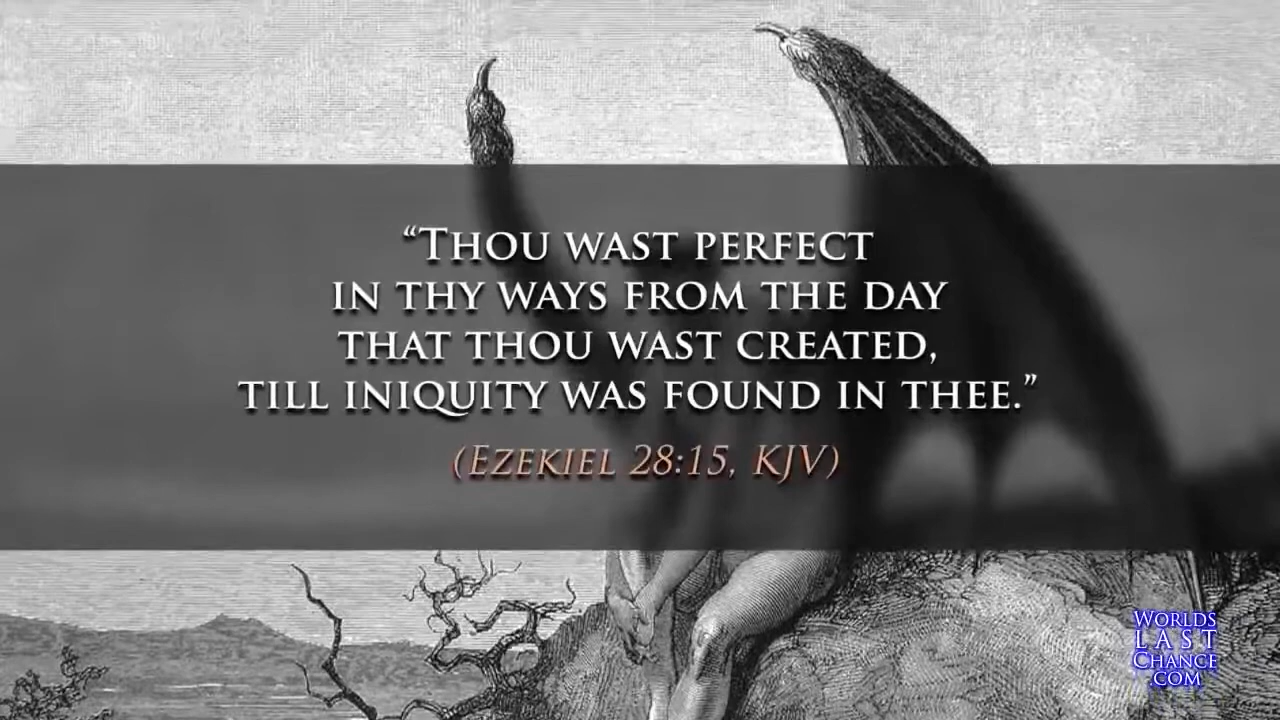 “Thou wast perfect
in thy ways from the day
that thou wast created,
till iniquity was found in thee.”
(Ezekiel 28:15, KJV)
Worlds
Last
Chance
.com